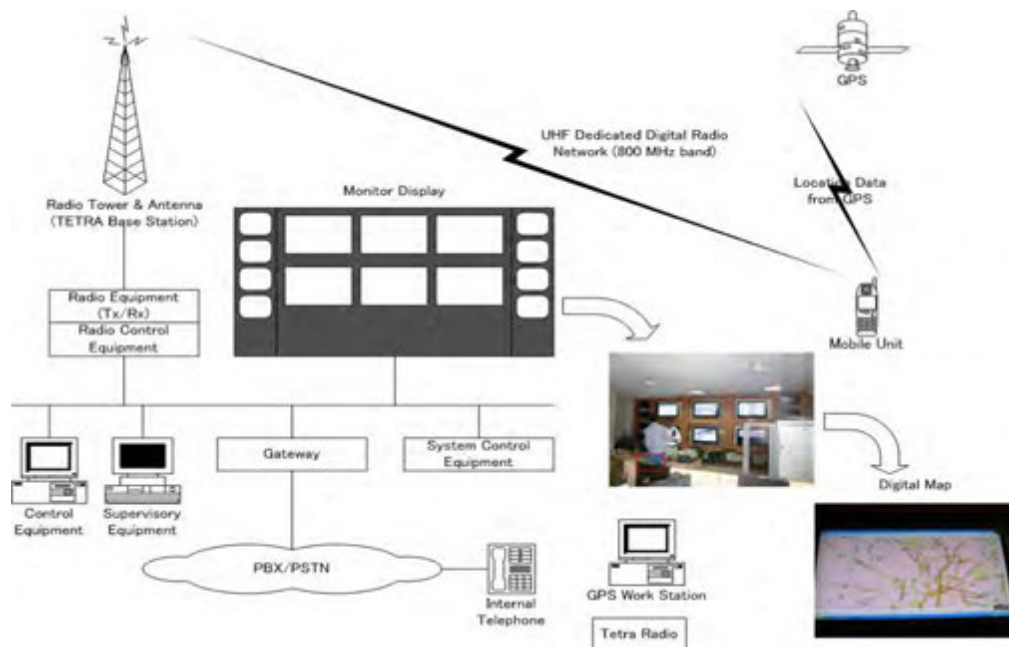 GPS
UHF Dedicated Digital Radio
Network (800 MHz band)
Location Data
from GPS
Monitor Display
Radio Tower & Antenna
(TETRA Base Station)
Radio Equipment
(Tx/Rx)
Radio Control
Equipment
Mobile Unit
Gateway
System Control
Equipment
Digital Map
Control
Equipment
Supervisory
Equipment
PBX/PSTN
Internal
Telephone
GPS Work Station
Tetra Radio